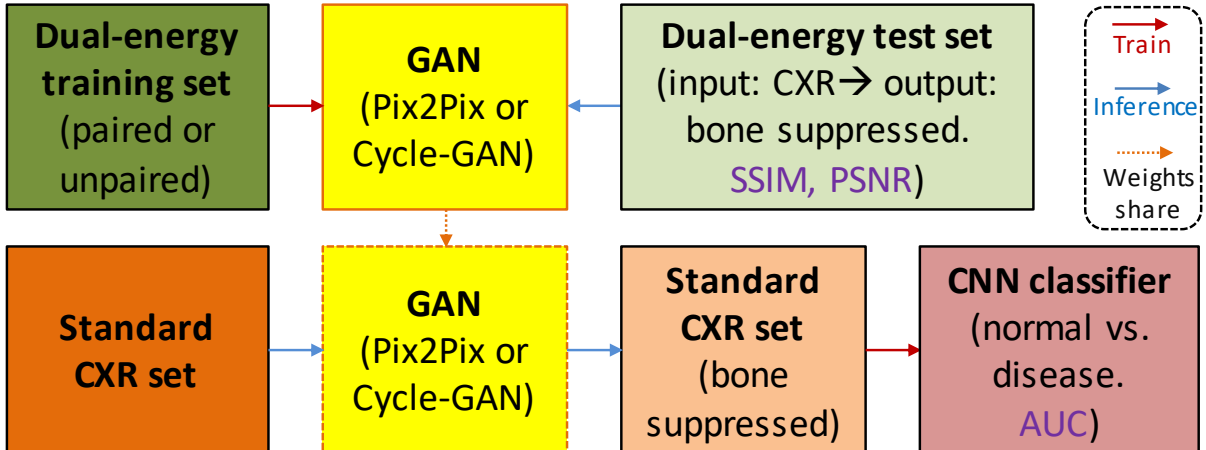 Dual-energy
training set
(paired or
unpaired)
GAN
(Pix2Pix or
Cycle-GAN)
Dual-energy test set
(input: CXR→ output:
bone suppressed.
SSIM, PSNR)
Train
Inference
Weights
share
Standard
CXR set
GAN
(Pix2Pix or
Cycle-GAN)
Standard
CXR set
(bone
suppressed)
CNN classifier
(normal vs.
disease.
AUC)